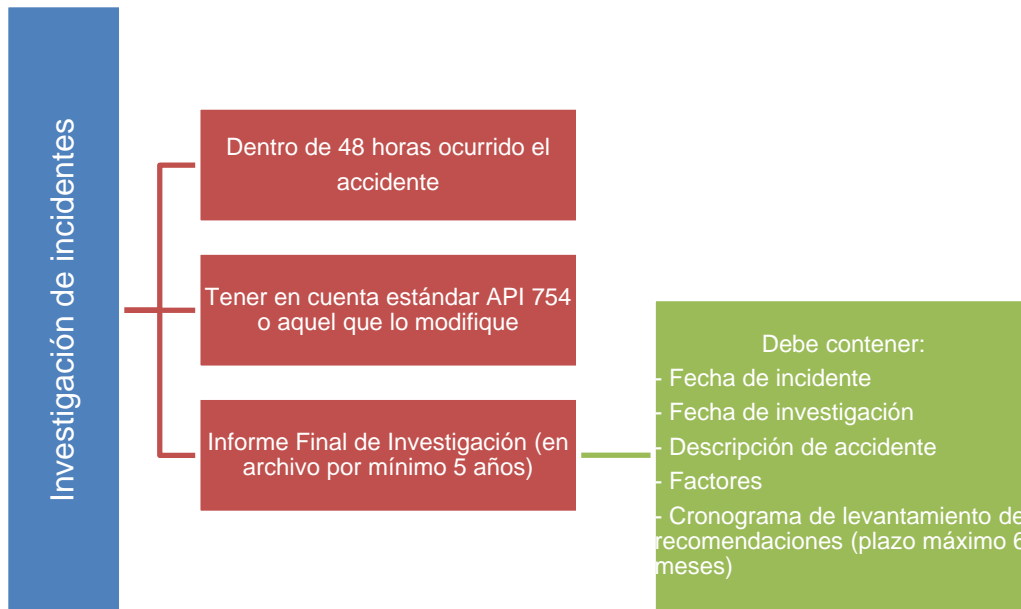 Investigación de incidentes
Dentro de 48 horas ocurrido el
accidente
Tener en cuenta estándar API 754
o aquel que lo modifique
Informe Final de Investigación (en
archivo por mínimo 5 años)
Debe contener:
- Fecha de incidente
- Fecha de investigación
- Descripción de accidente
- Factores
- Cronograma de levantamiento de
recomendaciones (plazo máximo 6
meses)